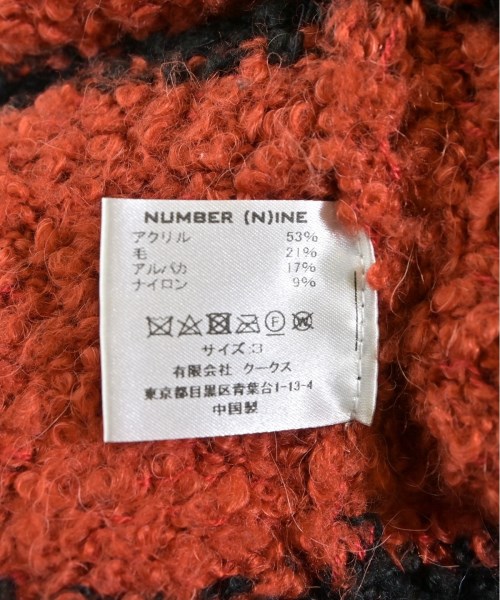 NUMBER (N)INE
アクリル 53%
毛 21%
アルパカ 17%
ナイロン 9%
F W
サイズ:3
有限会社 クークス
東京都目黒区青葉台1-13-4
中国製